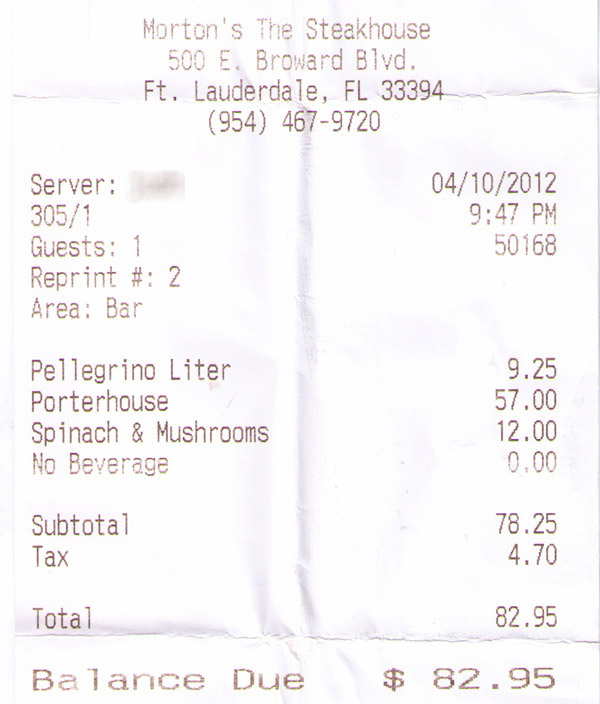 Morton's The Steakhouse
500 E. Broward Blvd.
Ft. Lauderdale, FL 33394
(954) 467-9720
Server: 04/10/2012
305/1 9:47 PM
Guests: 1 50168
Reprint #: 2
Area: Bar
Pellegrino Liter 9.25
Porterhouse 57.00
Spinach & Mushrooms 12.00
No Beverage 0.00
Subtotal 78.25
Tax 4.70
Total 82.95
Balance Due $ 82.95